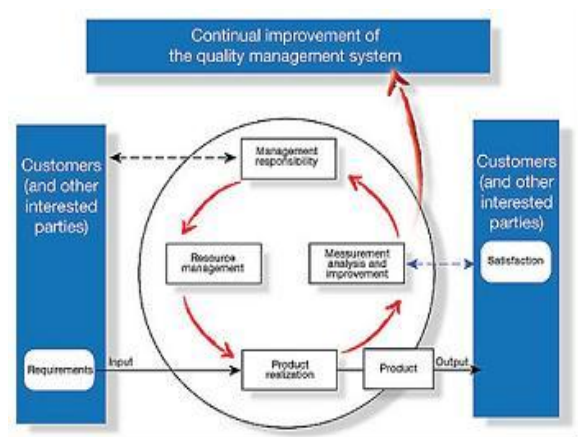 Continual improvement of
the quality management system
Customers
(and other
interested
parties)
Management
responsibility
Customers
(and other
interested
parties)
Resource
management
Measurement
analysis and
improvement
Satisfaction
Requirements
Input
Product
realization
Product
Output